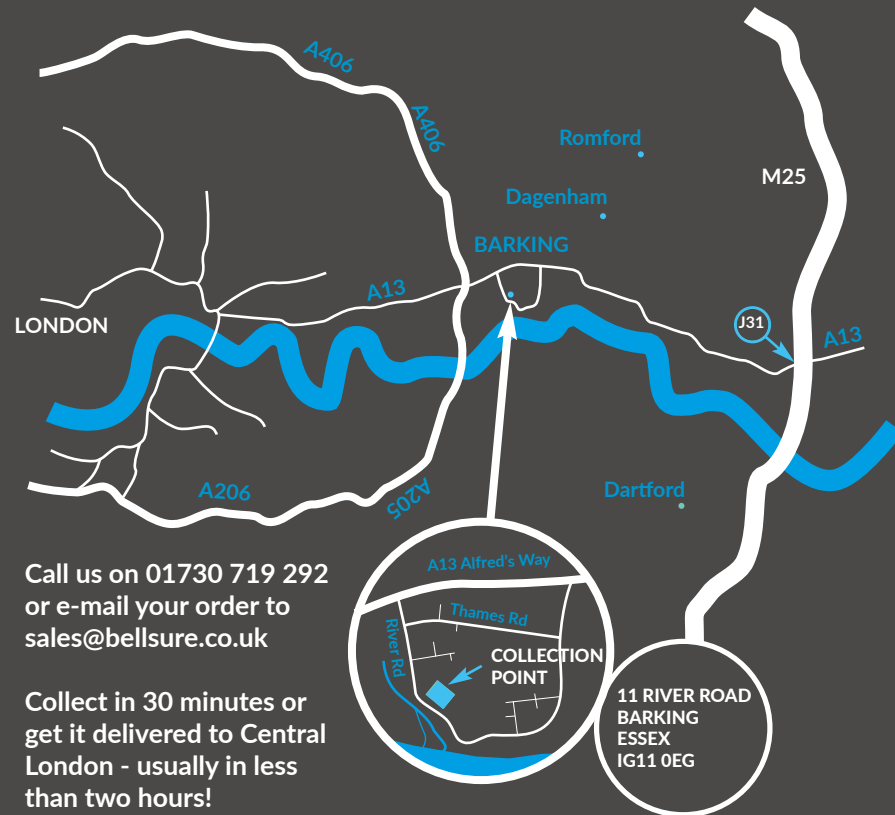 A406
A406
Romford
M25
Dagenham
BARKING
A13
LONDON
J31
A13
A206
A205
Dartford
A13 Alfred's Way
Thames Rd
River Rd
COLLECTION
POINT
Call us on 01730 719 292
or e-mail your order to
sales@bellsure.co.uk
Collect in 30 minutes or
get it delivered to Central
London - usually in less
than two hours!
11 RIVER ROAD
BARKING
ESSEX
IG11 0EG